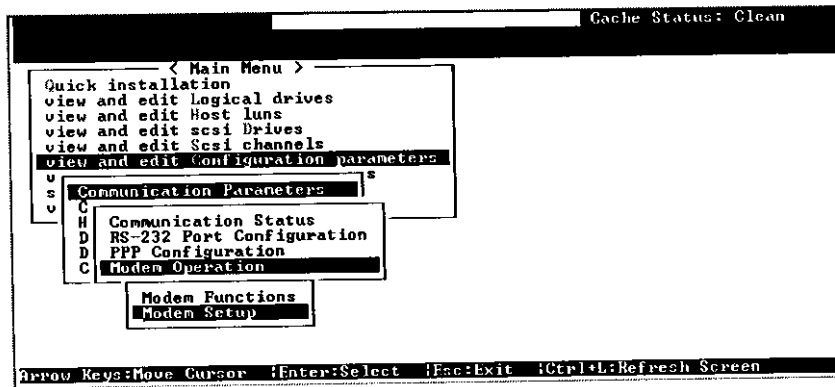 Cache Status: Clean
< Main Menu >
Quick installation
view and edit Logical drives
view and edit Host luns
view and edit scsi Drives
view and edit Scsi channels
view and edit Configuration parameters
v s
s Communication Parameters
v C
H Communication Status
D RS-232 Port Configuration
D PPP Configuration
C Modem Operation
Modem Functions
Modem Setup
Arrow Keys:Move Cursor |Enter:Select |Esc:Exit |Ctrl+L:Refresh Screen